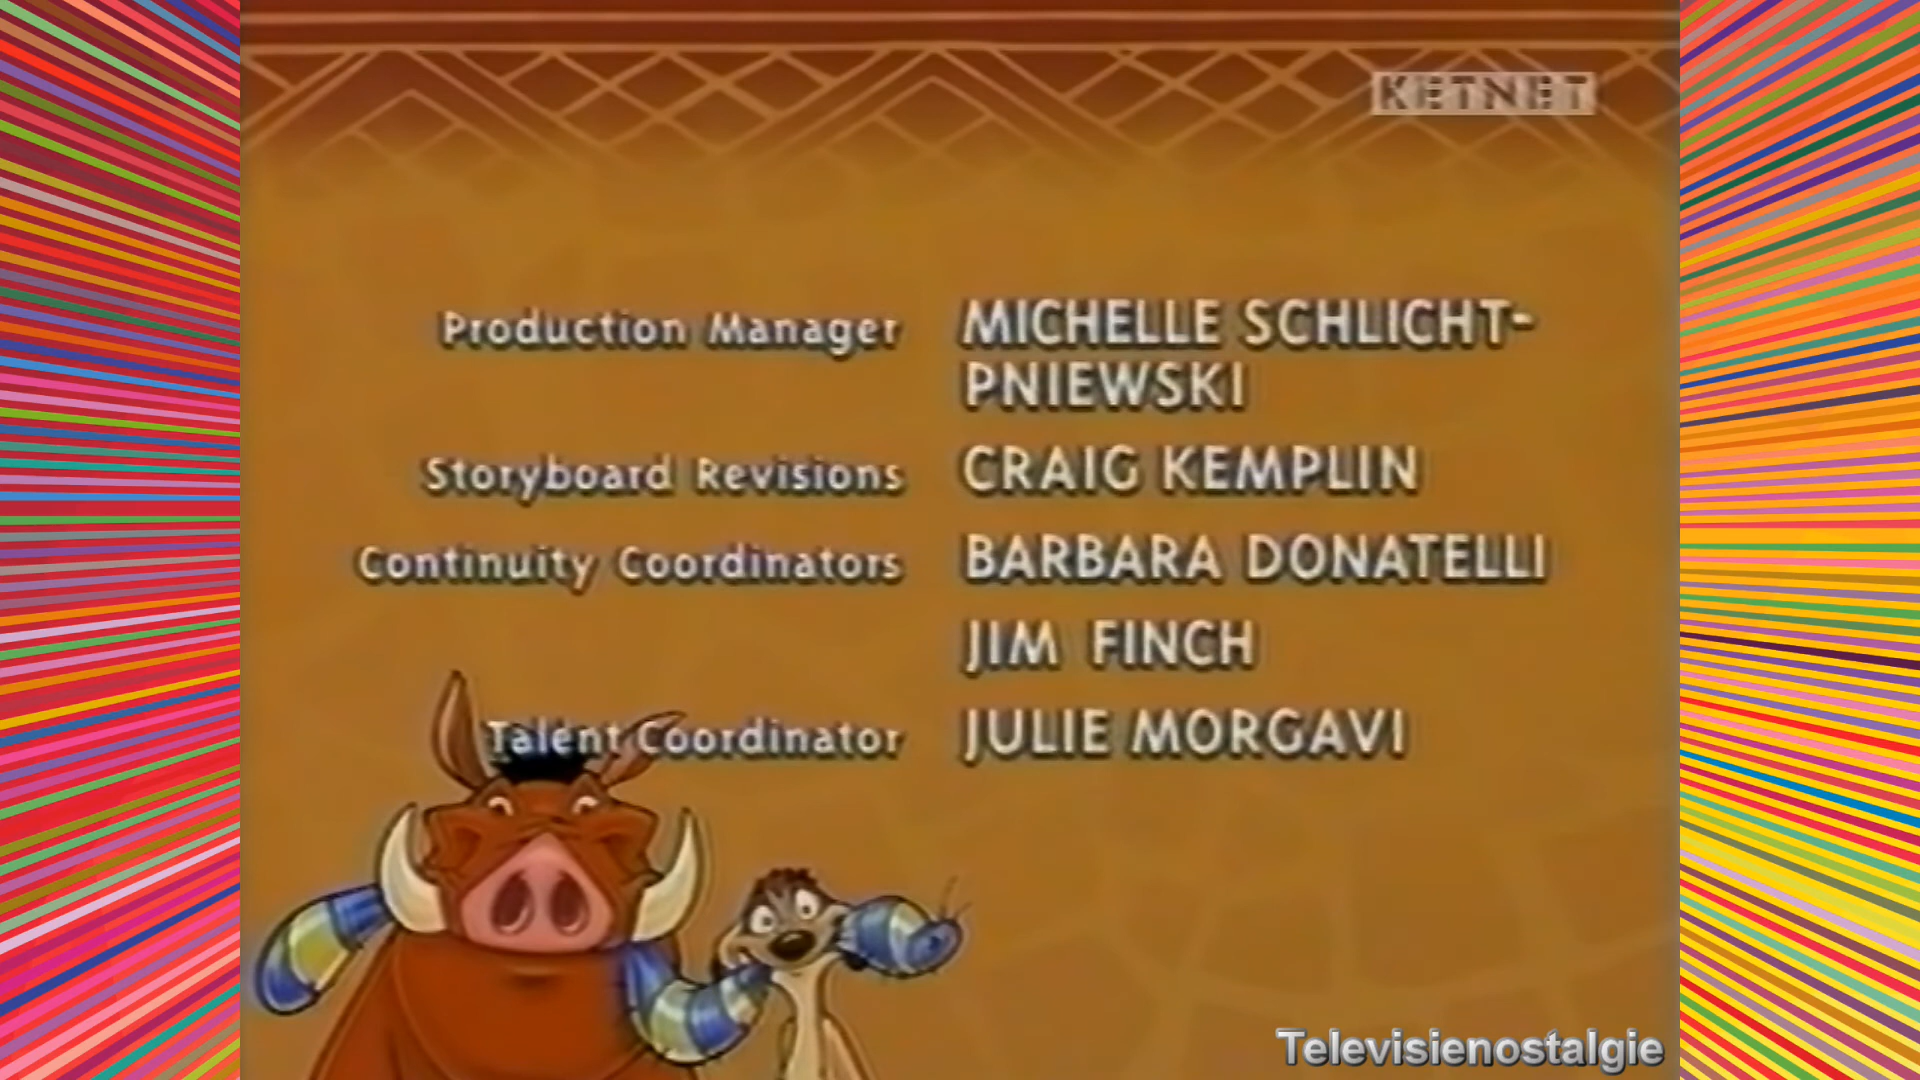 KETNET
Production Manager MICHELLE SCHLICHT-
PNIEWSKI
Storyboard Revisions CRAIG KEMPLIN
Continuity Coordinators BARBARA DONATELLI
JIM FINCH
Talent Coordinator JULIE MORGAVI
Televisienostalgie